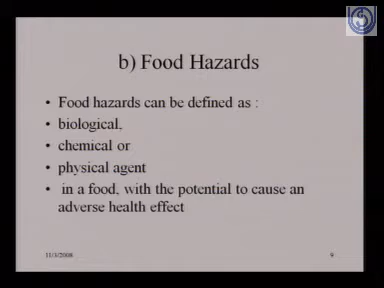 b) Food Hazards
• Food hazards can be defined as :
• biological,
• chemical or
• physical agent
• in a food, with the potential to cause an
adverse health effect
11/3/2008
9